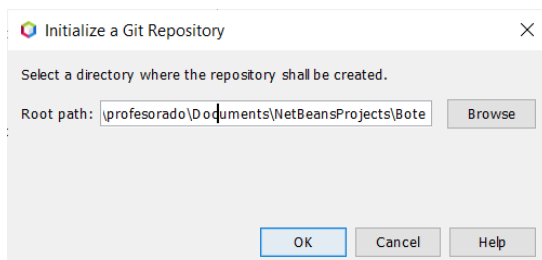 Initialize a Git Repository
Select a directory where the repository shall be created.
Root path: \profesorado\Documents\NetBeansProjects\Bote Browse
OK Cancel Help